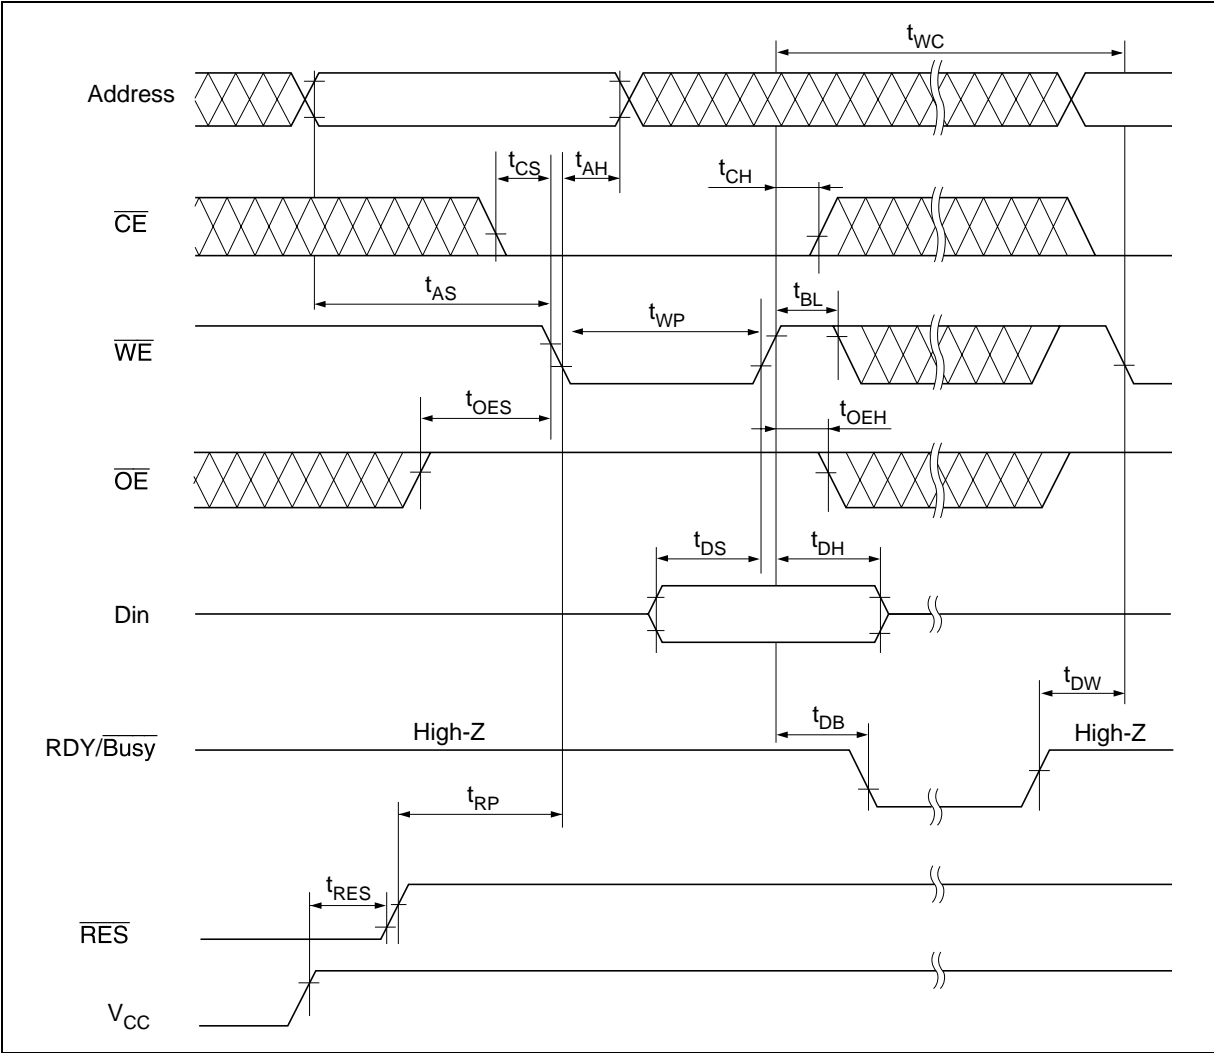 tWC
Address
tCS tAH
tCH
CE
tAS
tBL
tWP
WE
tOES
tOEH
OE
tDS tDH
Din
tDW
tDB
High-Z High-Z
RDY/Busy
tRP
tRES
RES
VCC